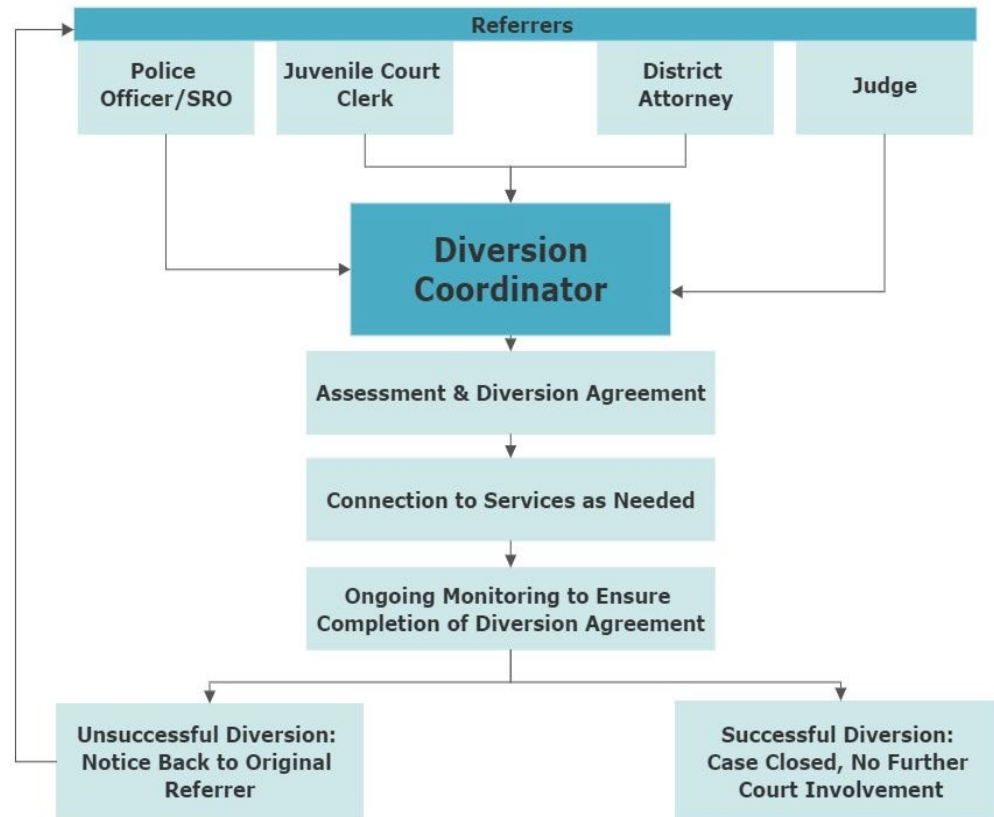 Referrers
Police
Officer/SRO
Juvenile Court
Clerk
District
Attorney
Judge
Diversion
Coordinator
Assessment & Diversion Agreement
Connection to Services as Needed
Ongoing Monitoring to Ensure
Completion of Diversion Agreement
Unsuccessful Diversion:
Notice Back to Original
Referrer
Successful Diversion:
Case Closed, No Further
Court Involvement